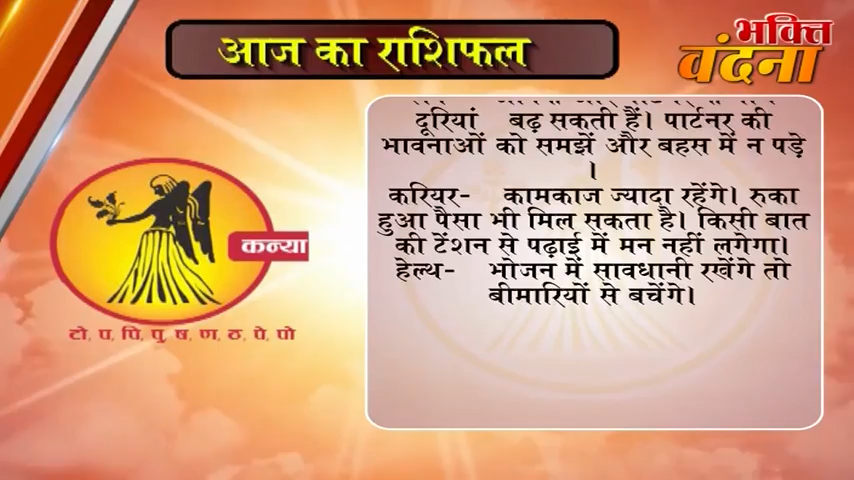 आज का राशिफल
भक्ति
वंदना
दूरियां बढ़ सकती हैं। पार्टनर की
भावनाओं को समझें और बहस में न पड़े
।
करियर- कामकाज ज्यादा रहेंगे। रुका
हुआ पैसा भी मिल सकता है। किसी बात
की टेंशन से पढ़ाई में मन नहीं लगेगा।
हेल्थ- भोजन में सावधानी रखेंगे तो
बीमारियों से बचेंगे।
कन्या
टो, प, पि, पु, ष, ण, ठ, पे, पो